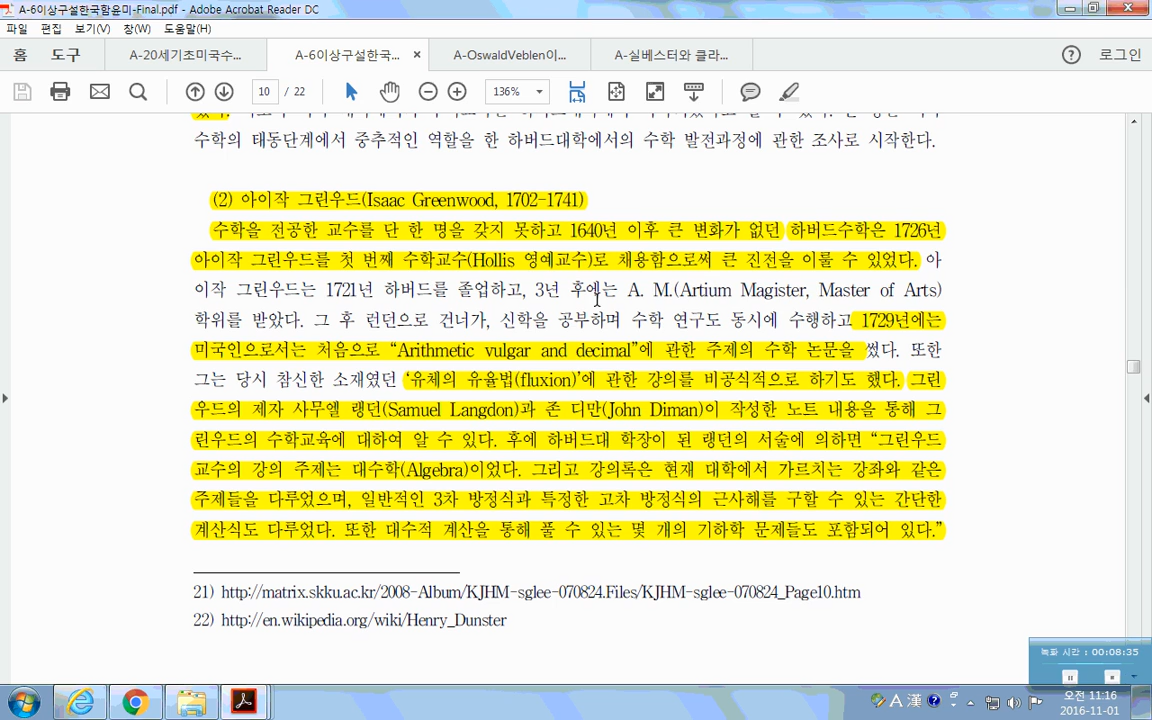 A-6이상구설한국함윤미-Final.pdf - Adobe Acrobat Reader DC
파일 편집 보기(V) 창(W) 도움말(H)
홈 도구 A-20세기초미국수... A-6이상구설한국... × A-OswaldVeblen이... A-실베스터와 클라... ? 로그인
10 / 22 136%
수학의 태동단계에서 중추적인 역할을 한 하버드대학에서의 수학 발전과정에 관한 조사로 시작한다.
(2) 아이작 그린우드(Isaac Greenwood, 1702-1741)
수학을 전공한 교수를 단 한 명을 갖지 못하고 1640년 이후 큰 변화가 없던 하버드수학은 1726년
아이작 그린우드를 첫 번째 수학교수(Hollis 영예교수)로 채용함으로써 큰 진전을 이룰 수 있었다. 아
이작 그린우드는 1721년 하버드를 졸업하고, 3년 후에는 A. M.(Artium Magister, Master of Arts)
학위를 받았다. 그 후 런던으로 건너가, 신학을 공부하며 수학 연구도 동시에 수행하고 1729년에는
미국인으로서는 처음으로 “Arithmetic vulgar and decimal”에 관한 주제의 수학 논문을 썼다. 또한
그는 당시 참신한 소재였던 ‘유체의 유율법(fluxion)’에 관한 강의를 비공식적으로 하기도 했다. 그린
우드의 제자 사무엘 랭던(Samuel Langdon)과 존 디만(John Diman)이 작성한 노트 내용을 통해 그
린우드의 수학교육에 대하여 알 수 있다. 후에 하버드대 학장이 된 랭던의 서술에 의하면 “그린우드
교수의 강의 주제는 대수학(Algebra)이었다. 그리고 강의록은 현재 대학에서 가르치는 강좌와 같은
주제들을 다루었으며, 일반적인 3차 방정식과 특정한 고차 방정식의 근사해를 구할 수 있는 간단한
계산식도 다루었다. 또한 대수적 계산을 통해 풀 수 있는 몇 개의 기하학 문제들도 포함되어 있다.”
21) http://matrix.skku.ac.kr/2008-Album/KJHM-sglee-070824.Files/KJHM-sglee-070824_Page10.htm
22) http://en.wikipedia.org/wiki/Henry_Dunster
녹화 시간 : 00:08:35
A 漢 ?
오전 11:16
2016-11-01